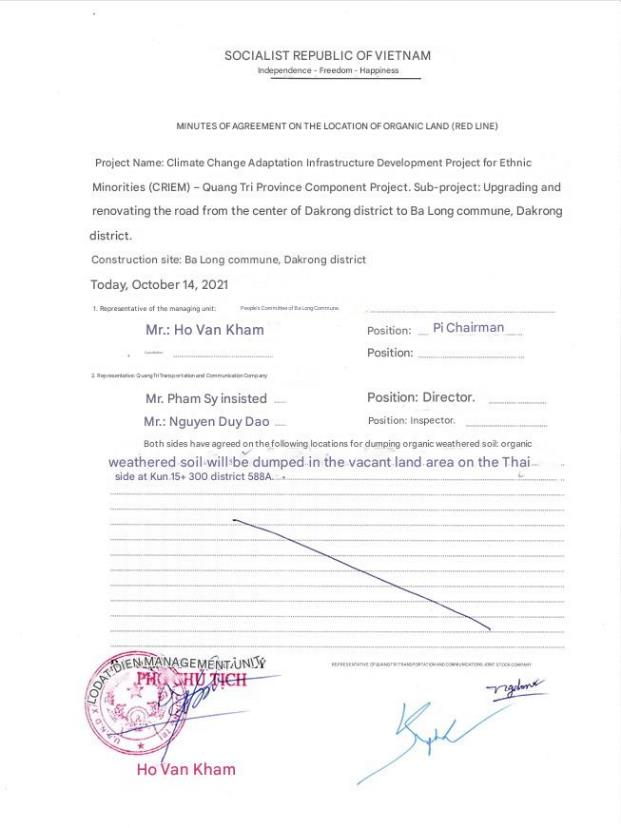 SOCIALIST REPUBLIC OF VIETNAM
Independence - Freedom - Happiness
MINUTES OF AGREEMENT ON THE LOCATION OF ORGANIC LAND (RED LINE)
Project Name: Climate Change Adaptation Infrastructure Development Project for Ethnic
Minorities (CRIEM) – Quang Tri Province Component Project. Sub-project: Upgrading and
renovating the road from the center of Dakrong district to Ba Long commune, Dakrong
district.
Construction site: Ba Long commune, Dakrong district
Today, October 14, 2021
1. Representative of the managing unit: People's Committee of Ba Long Commune.
Mr.: Ho Van Kham Position: Pi Chairman
Position:
2. Representative: Quang Tri Transportation and Communication Company
Mr. Pham Sy insisted Position: Director.
Mr.: Nguyen Duy Dao Position: Inspector.
Both sides have agreed on the following locations for dumping organic weathered soil: organic
weathered soil will be dumped in the vacant land area on the Thai
side at Kun 15+ 300 district 588A.
LODAT DIEN MANAGEMENT UNIT
REPRESENTATIVE OF QUANG TRI TRANSPORTATION AND COMMUNICATIONS JOINT STOCK COMPANY
PHÓ CHỦ TỊCH
Ho Van Kham